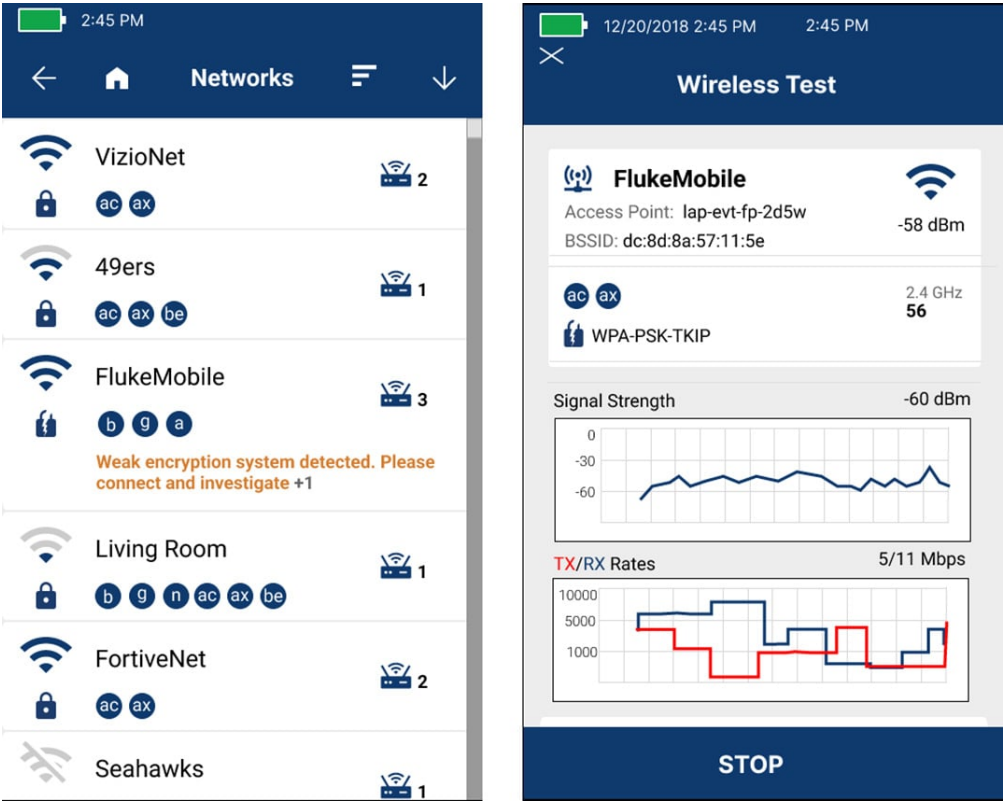 2:45 PM
Networks
VizioNet
2
ac ax
49ers
1
ac ax be
FlukeMobile
3
b g a
Weak encryption system detected. Please
connect and investigate +1
Living Room
1
b g n ac ax be
FortiveNet
2
ac ax
Seahawks
1
12/20/2018 2:45 PM 2:45 PM
Wireless Test
FlukeMobile
Access Point: lap-evt-fp-2d5w
-58 dBm
BSSID: dc:8d:8a:57:11:5e
ac ax
2.4 GHz
56
WPA-PSK-TKIP
Signal Strength -60 dBm
0
-30
-60
TX/RX Rates 5/11 Mbps
10000
5000
1000
STOP